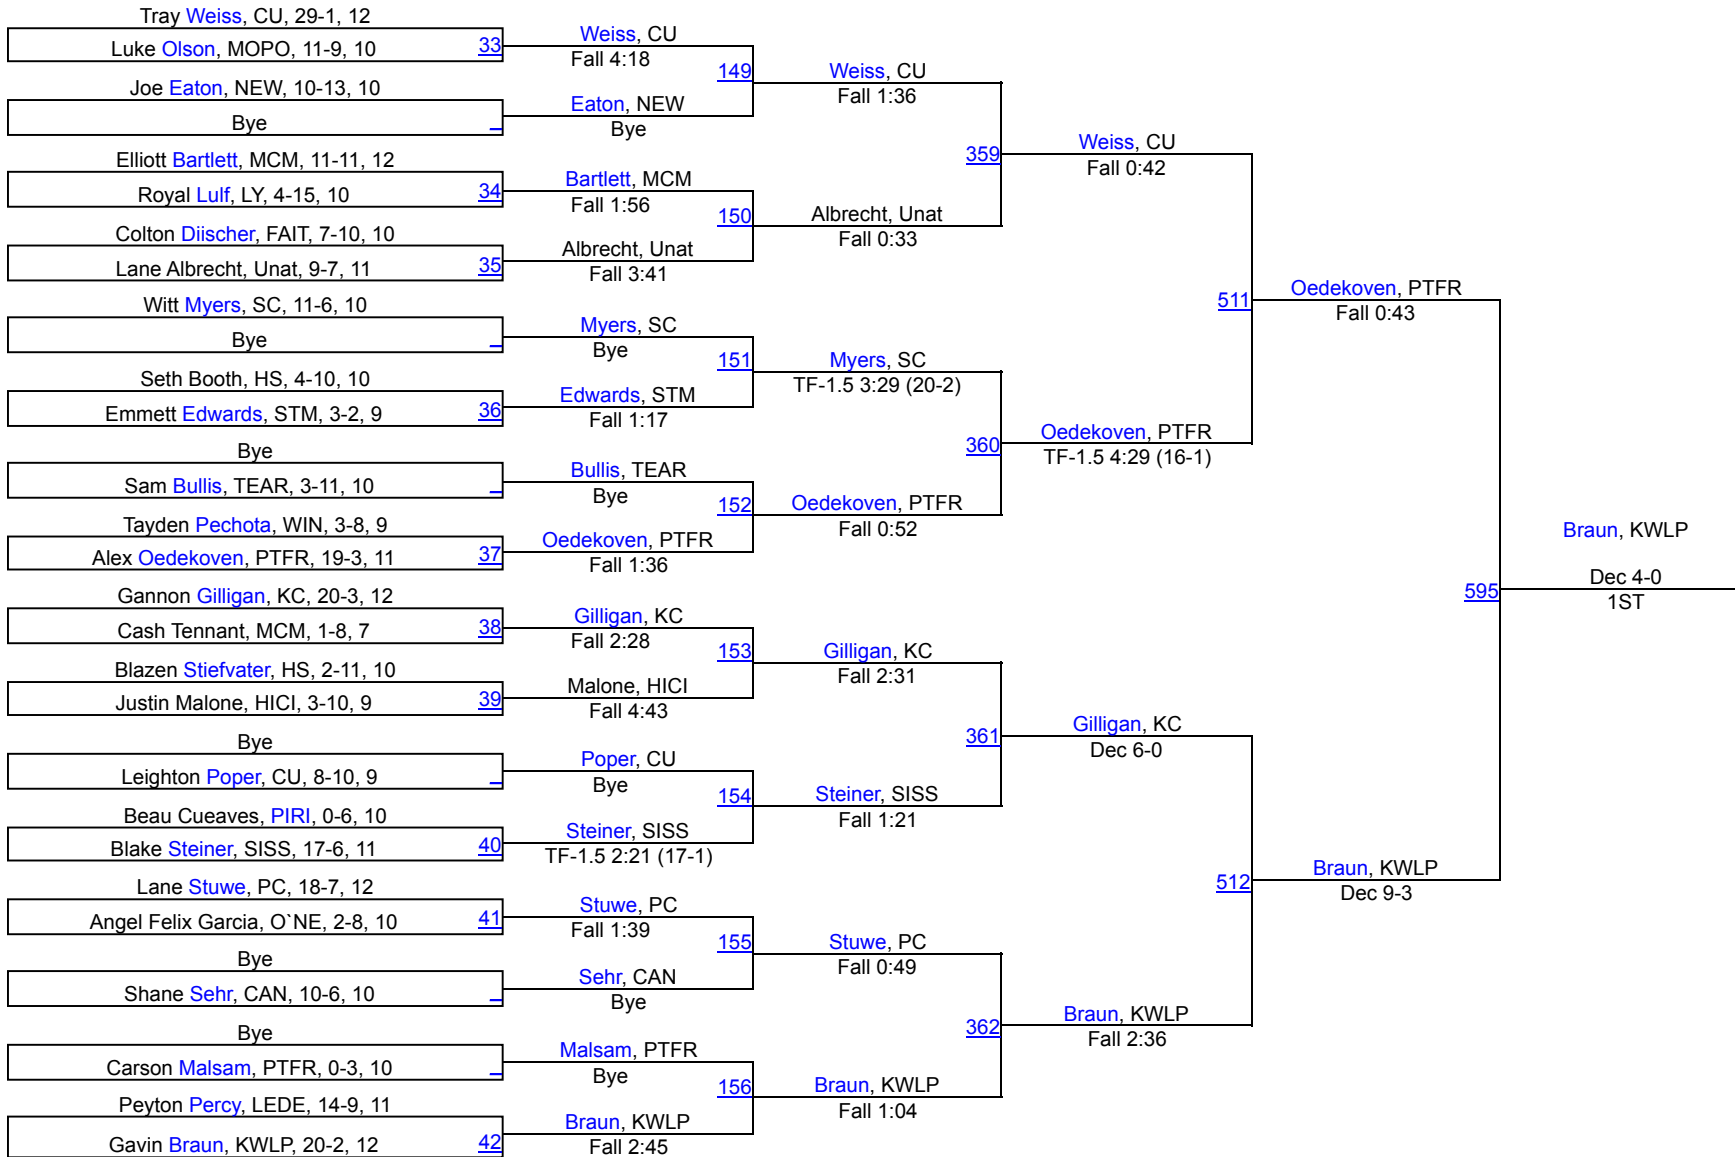 Tray Weiss, CU, 29-1, 12
Luke Olson, MOPO, 11-9, 10
33
Joe Eaton, NEW, 10-13, 10
Bye
Elliott Bartlett, MCM, 11-11, 12
Royal Lulf, LY, 4-15, 10
34
Colton Diischer, FAIT, 7-10, 10
Lane Albrecht, Unat, 9-7, 11
35
Witt Myers, SC, 11-6, 10
Bye
Seth Booth, HS, 4-10, 10
Emmett Edwards, STM, 3-2, 9
36
Bye
Sam Bullis, TEAR, 3-11, 10
Tayden Pechota, WIN, 3-8, 9
Alex Oedekoven, PTFR, 19-3, 11
37
Gannon Gilligan, KC, 20-3, 12
Cash Tennant, MCM, 1-8, 7
38
Blazen Stiefvater, HS, 2-11, 10
Justin Malone, HICI, 3-10, 9
39
Bye
Leighton Poper, CU, 8-10, 9
Beau Cueaves, PIRI, 0-6, 10
Blake Steiner, SISS, 17-6, 11
40
Lane Stuwe, PC, 18-7, 12
Angel Felix Garcia, O`NE, 2-8, 10
41
Bye
Shane Sehr, CAN, 10-6, 10
Bye
Carson Malsam, PTFR, 0-3, 10
Peyton Percy, LEDE, 14-9, 11
Gavin Braun, KWLP, 20-2, 12
42
Weiss, CU
Fall 4:18
149
Eaton, NEW
Bye
Bartlett, MCM
Fall 1:56
150
Albrecht, Unat
Fall 3:41
Myers, SC
Bye
151
Edwards, STM
Fall 1:17
Bullis, TEAR
Bye
152
Oedekoven, PTFR
Fall 1:36
Gilligan, KC
Fall 2:28
153
Malone, HICI
Fall 4:43
Poper, CU
Bye
154
Steiner, SISS
TF-1.5 2:21 (17-1)
Stuwe, PC
Fall 1:39
155
Sehr, CAN
Bye
Malsam, PTFR
Bye
156
Braun, KWLP
Fall 2:45
Weiss, CU
Fall 1:36
359
Albrecht, Unat
Fall 0:33
Myers, SC
TF-1.5 3:29 (20-2)
360
Oedekoven, PTFR
Fall 0:52
Gilligan, KC
Fall 2:31
361
Steiner, SISS
Fall 1:21
Stuwe, PC
Fall 0:49
362
Braun, KWLP
Fall 1:04
Weiss, CU
Fall 0:42
511
Oedekoven, PTFR
TF-1.5 4:29 (16-1)
Gilligan, KC
Dec 6-0
512
Braun, KWLP
Fall 2:36
Oedekoven, PTFR
Fall 0:43
595
Braun, KWLP
Dec 9-3
Braun, KWLP
Dec 4-0
1ST